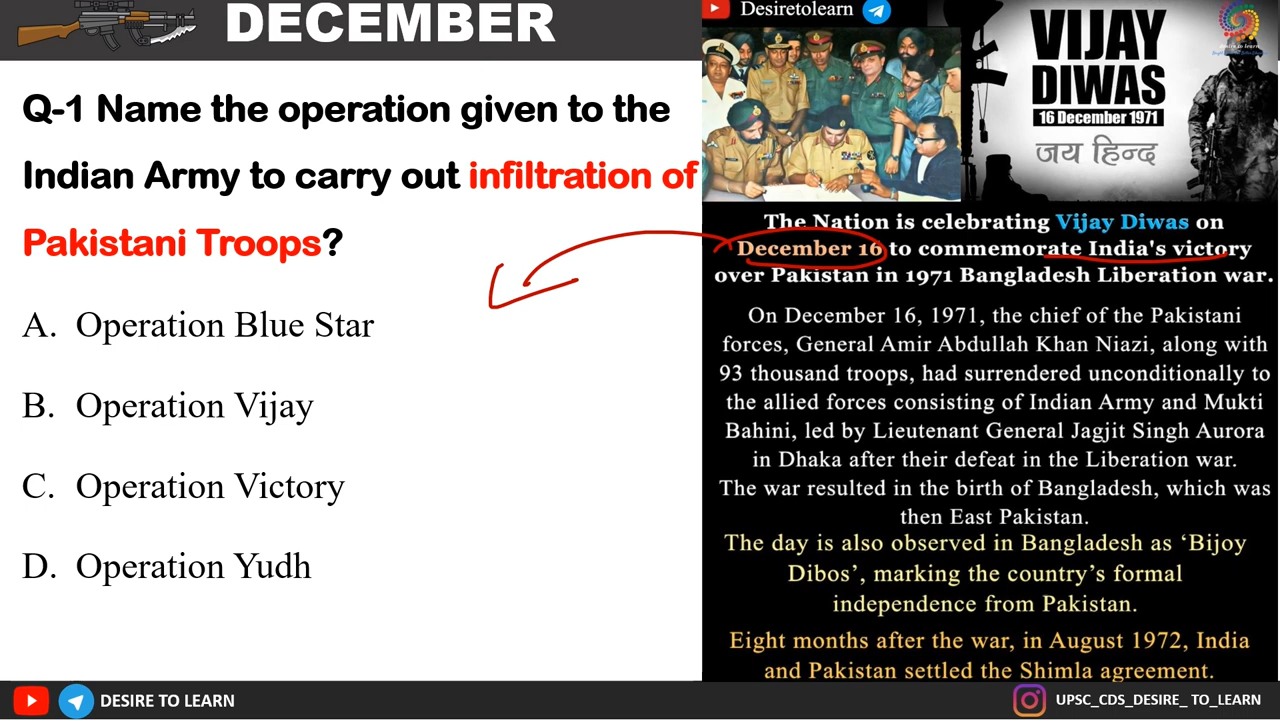 DECEMBER
Q-1 Name the operation given to the
Indian Army to carry out infiltration of
Pakistani Troops?
A. Operation Blue Star
B. Operation Vijay
C. Operation Victory
D. Operation Yudh
Desiretolearn
VIJAY
DIWAS
16 December 1971
जय हिन्द
The Nation is celebrating Vijay Diwas on
December 16 to commemorate India's victory
over Pakistan in 1971 Bangladesh Liberation war.
On December 16, 1971, the chief of the Pakistani
forces, General Amir Abdullah Khan Niazi, along with
93 thousand troops, had surrendered unconditionally to
the allied forces consisting of Indian Army and Mukti
Bahini, led by Lieutenant General Jagjit Singh Aurora
in Dhaka after their defeat in the Liberation war.
The war resulted in the birth of Bangladesh, which was
then East Pakistan.
The day is also observed in Bangladesh as ‘Bijoy
Dibos’, marking the country’s formal
independence from Pakistan.
Eight months after the war, in August 1972, India
and Pakistan settled the Shimla agreement.
DESIRE TO LEARN
UPSC_CDS_DESIRE_ TO_LEARN